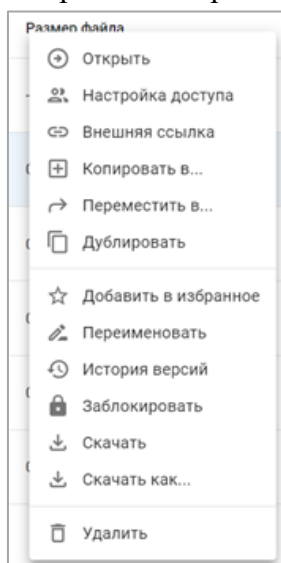 Размер файла
Открыть
Настройка доступа
Внешняя ссылка
Копировать в...
Переместить в...
Дублировать
Добавить в избранное
Переименовать
История версий
Заблокировать
Скачать
Скачать как...
Удалить